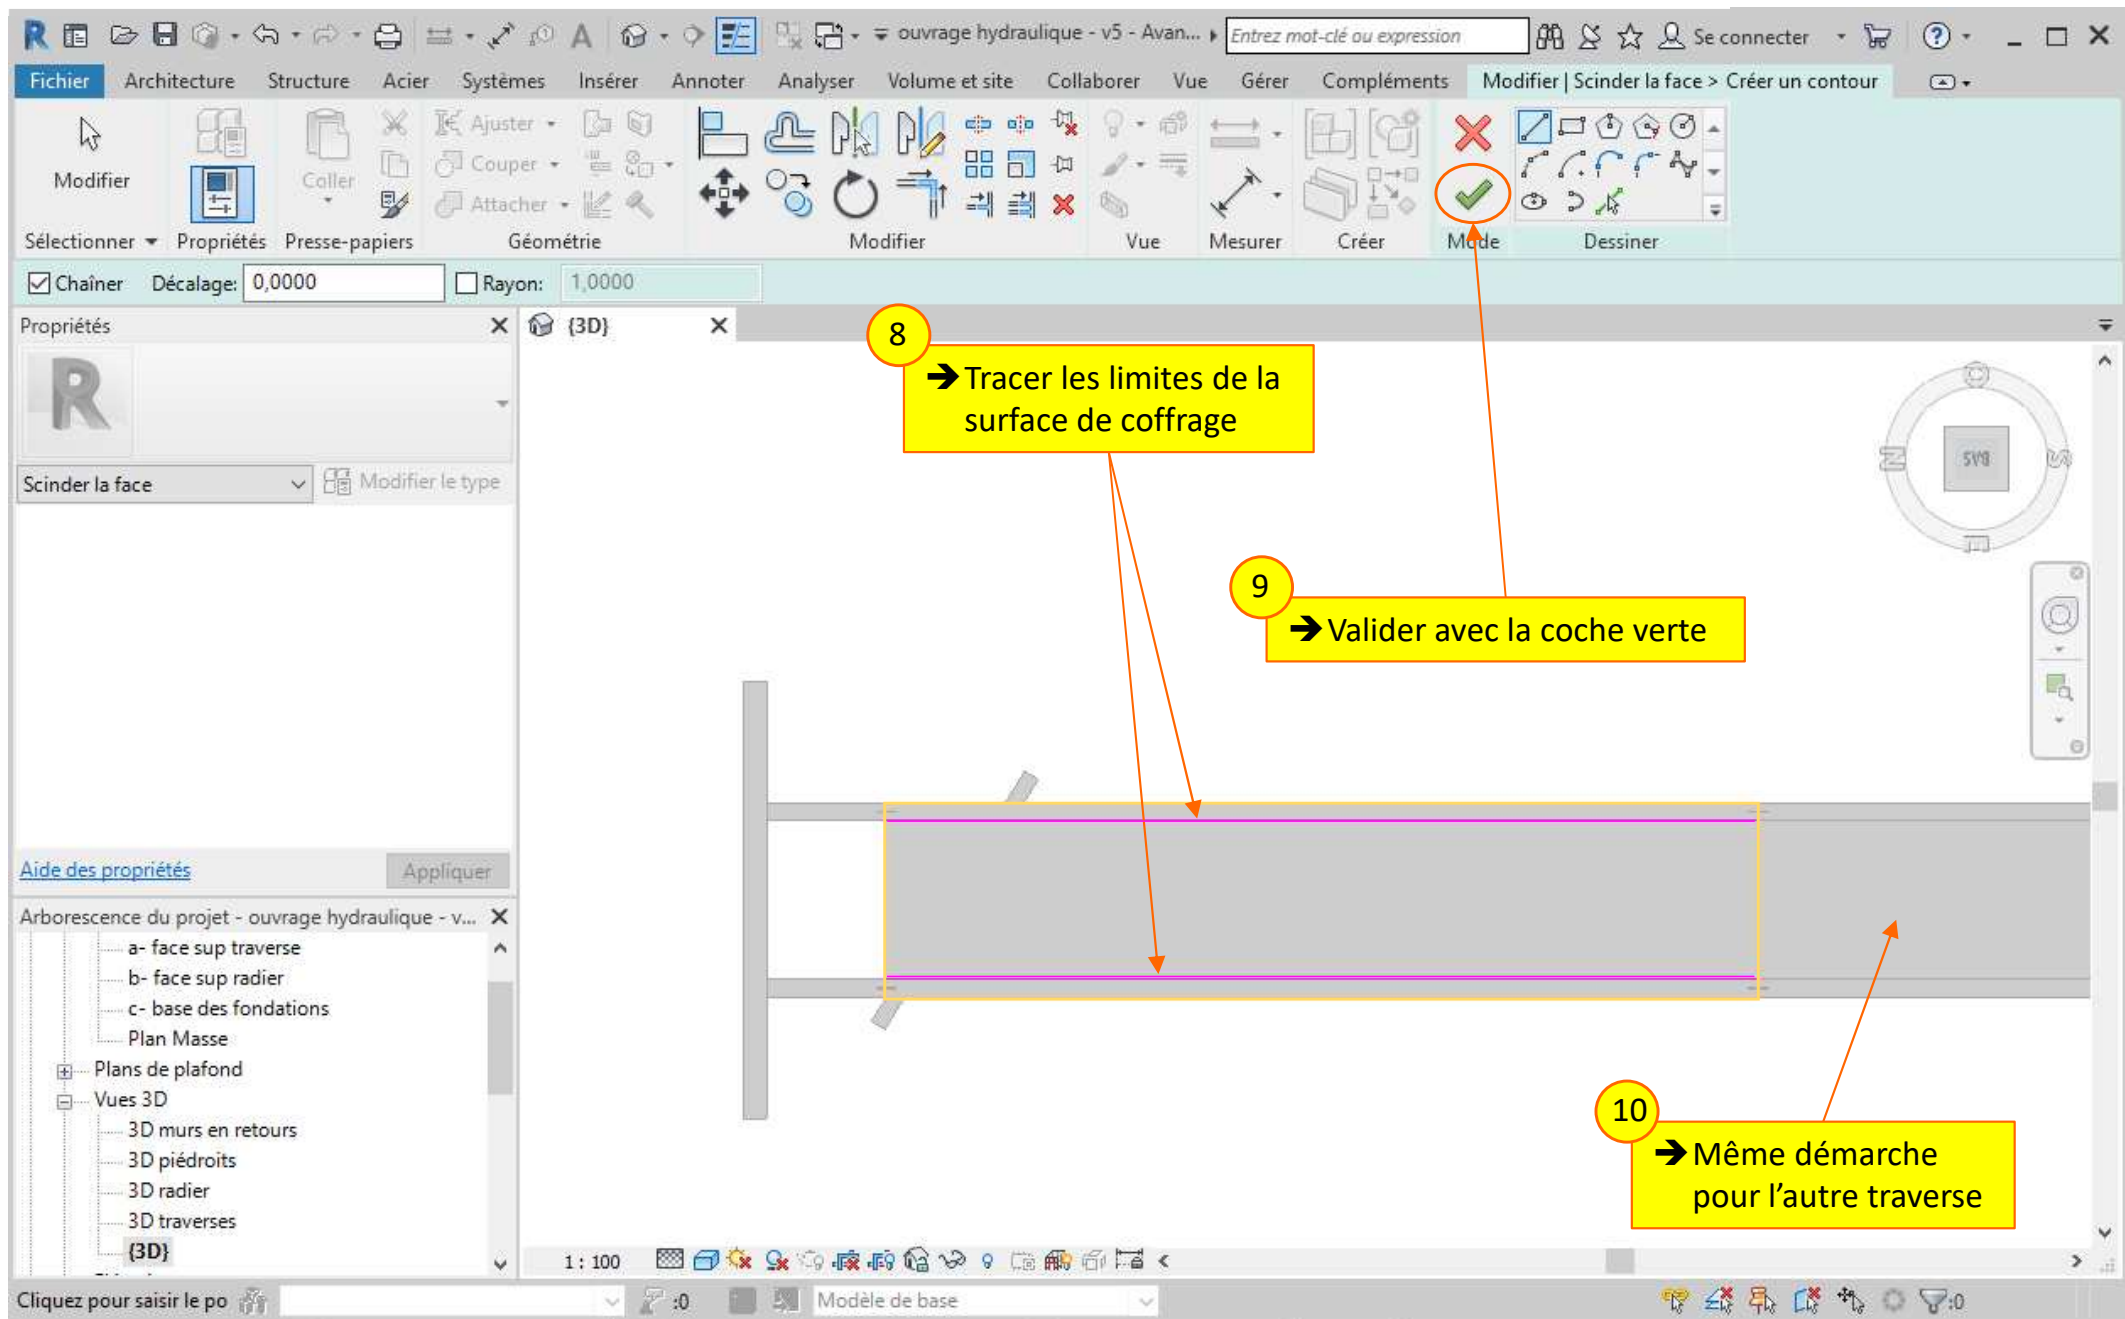 ouvrage hydraulique - v5 - Avan...
Entrez mot-clé ou expression
Se connecter
Fichier Architecture Structure Acier Systèmes Insérer Annoter Analyser Volume et site Collaborer Vue Gérer Compléments Modifier | Scinder la face > Créer un contour
Modifier
Coller
Ajuster
Couper
Attacher
Sélectionner Propriétés Presse-papiers Géométrie Modifier Vue Mesurer Créer Mode Dessiner
Chaîner Décalage: 0,0000 Rayon: 1,0000
Propriétés
{3D}
Scinder la face
Modifier le type
8
➔ Tracer les limites de la
surface de coffrage
BAS
N
S
E
O
9
➔ Valider avec la coche verte
Aide des propriétés
Appliquer
Arborescence du projet - ouvrage hydraulique - v...
a- face sup traverse
b- face sup radier
c- base des fondations
Plan Masse
Plans de plafond
Vues 3D
3D murs en retours
3D piédroits
3D radier
3D traverses
{3D}
10
➔ Même démarche
pour l'autre traverse
1 : 100
Cliquez pour saisir le po
:0
Modèle de base
:0